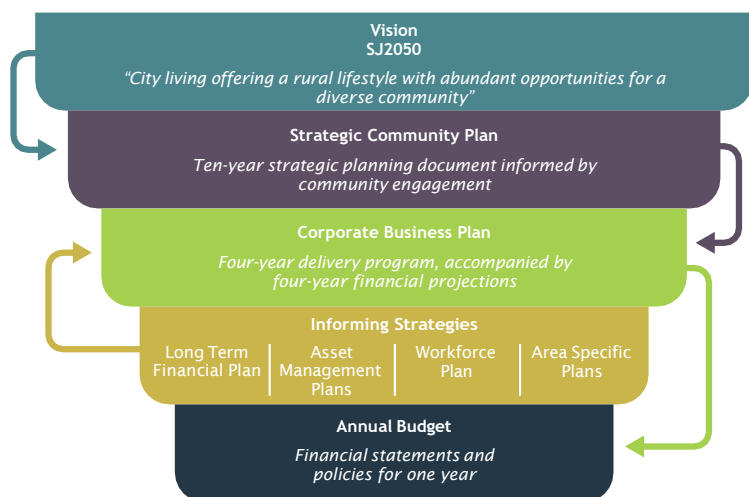 Vision
SJ2050
“City living offering a rural lifestyle with abundant opportunities for a
diverse community”
Strategic Community Plan
Ten-year strategic planning document informed by
community engagement
Corporate Business Plan
Four-year delivery program, accompanied by
four-year financial projections
Informing Strategies
Long Term
Financial Plan
Asset
Management
Plans
Workforce
Plan
Area Specific
Plans
Annual Budget
Financial statements and
policies for one year